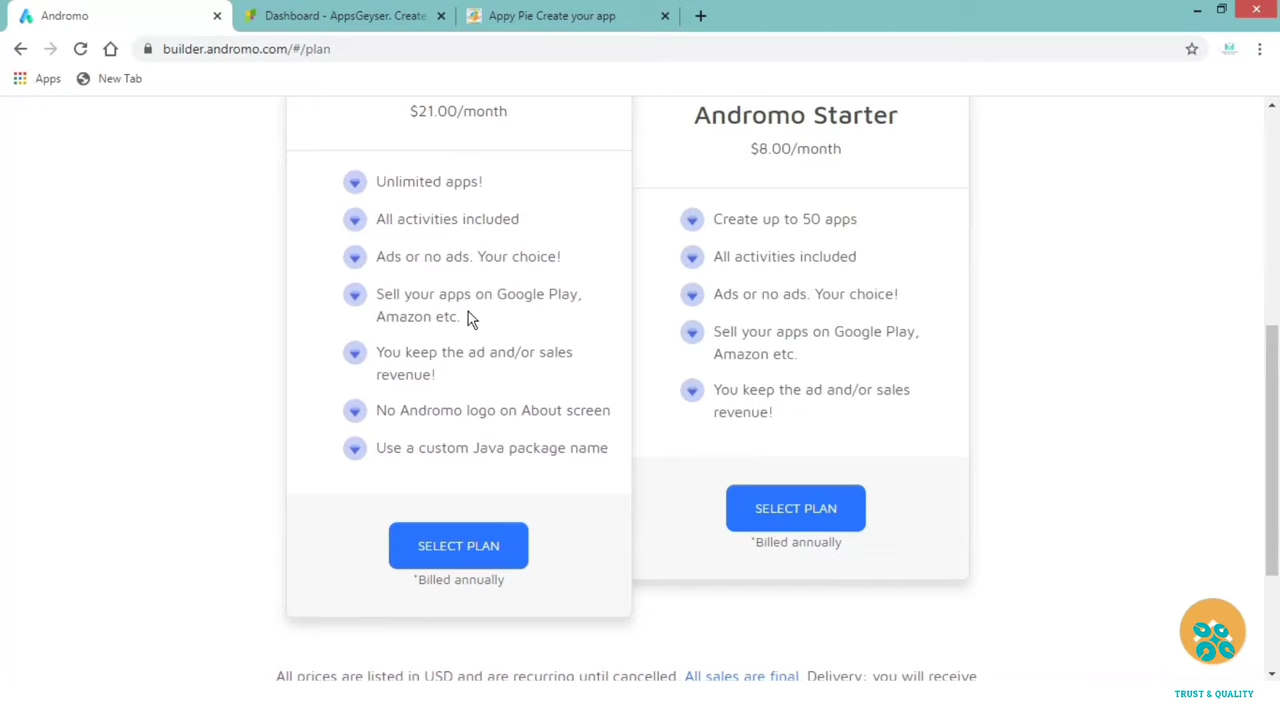 Andromo
Dashboard - AppsGeyser. Create
Appy Pie Create your app
builder.andromo.com/#/plan
Apps
New Tab
$21.00/month
Unlimited apps!
All activities included
Ads or no ads. Your choice!
Sell your apps on Google Play,
Amazon etc.
You keep the ad and/or sales
revenue!
No Andromo logo on About screen
Use a custom Java package name
SELECT PLAN
*Billed annually
Andromo Starter
$8.00/month
Create up to 50 apps
All activities included
Ads or no ads. Your choice!
Sell your apps on Google Play,
Amazon etc.
You keep the ad and/or sales
revenue!
SELECT PLAN
*Billed annually
All prices are listed in USD and are recurring until cancelled. All sales are final. Delivery: you will receive
TRUST & QUALITY